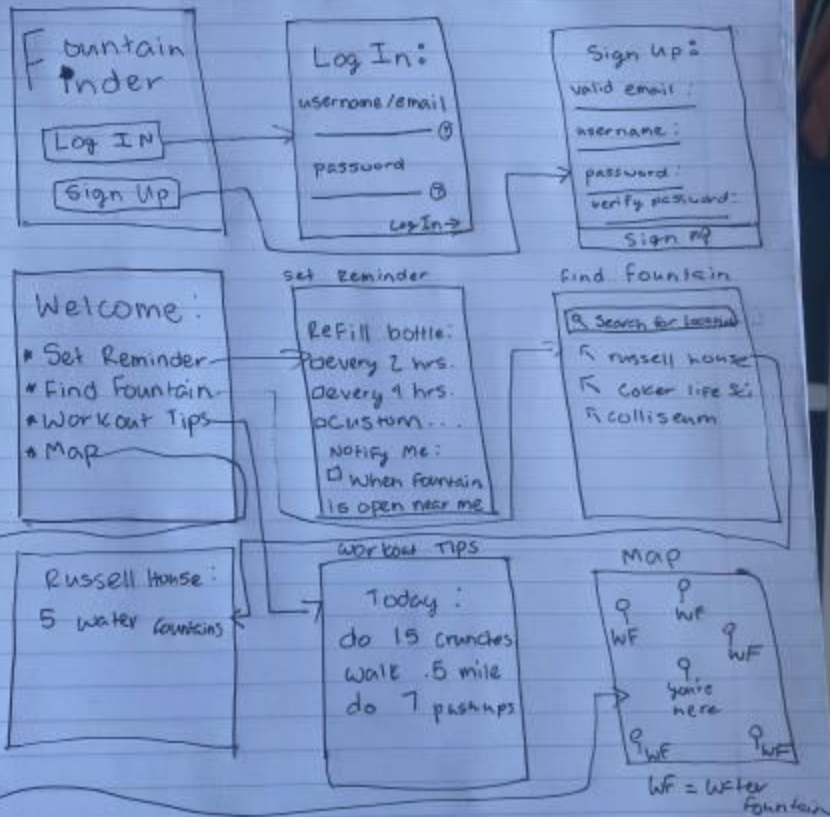 Fountain
Finder
Log IN
Sign Up
Log In:
username/email
?
password
?
Log In→
Sign Up:
valid email:
username:
password:
verify password:
Sign Up
Welcome:
* Set Reminder
* Find Fountain
* Workout Tips
* Map
Set Reminder
Refill bottle:
every 2 hrs.
every 4 hrs.
custom...
Notify Me:
□ When fountain
is open near me
Find Fountain
Search for location
russell house
coker life Sci
colliseum
Russell House:
5 water fountains
Workout Tips
Today:
do 15 crunches
walk .5 mile
do 7 pushups
Map
WF
WF
WF
you're
here
WF
WF
WF = Water
Fountain